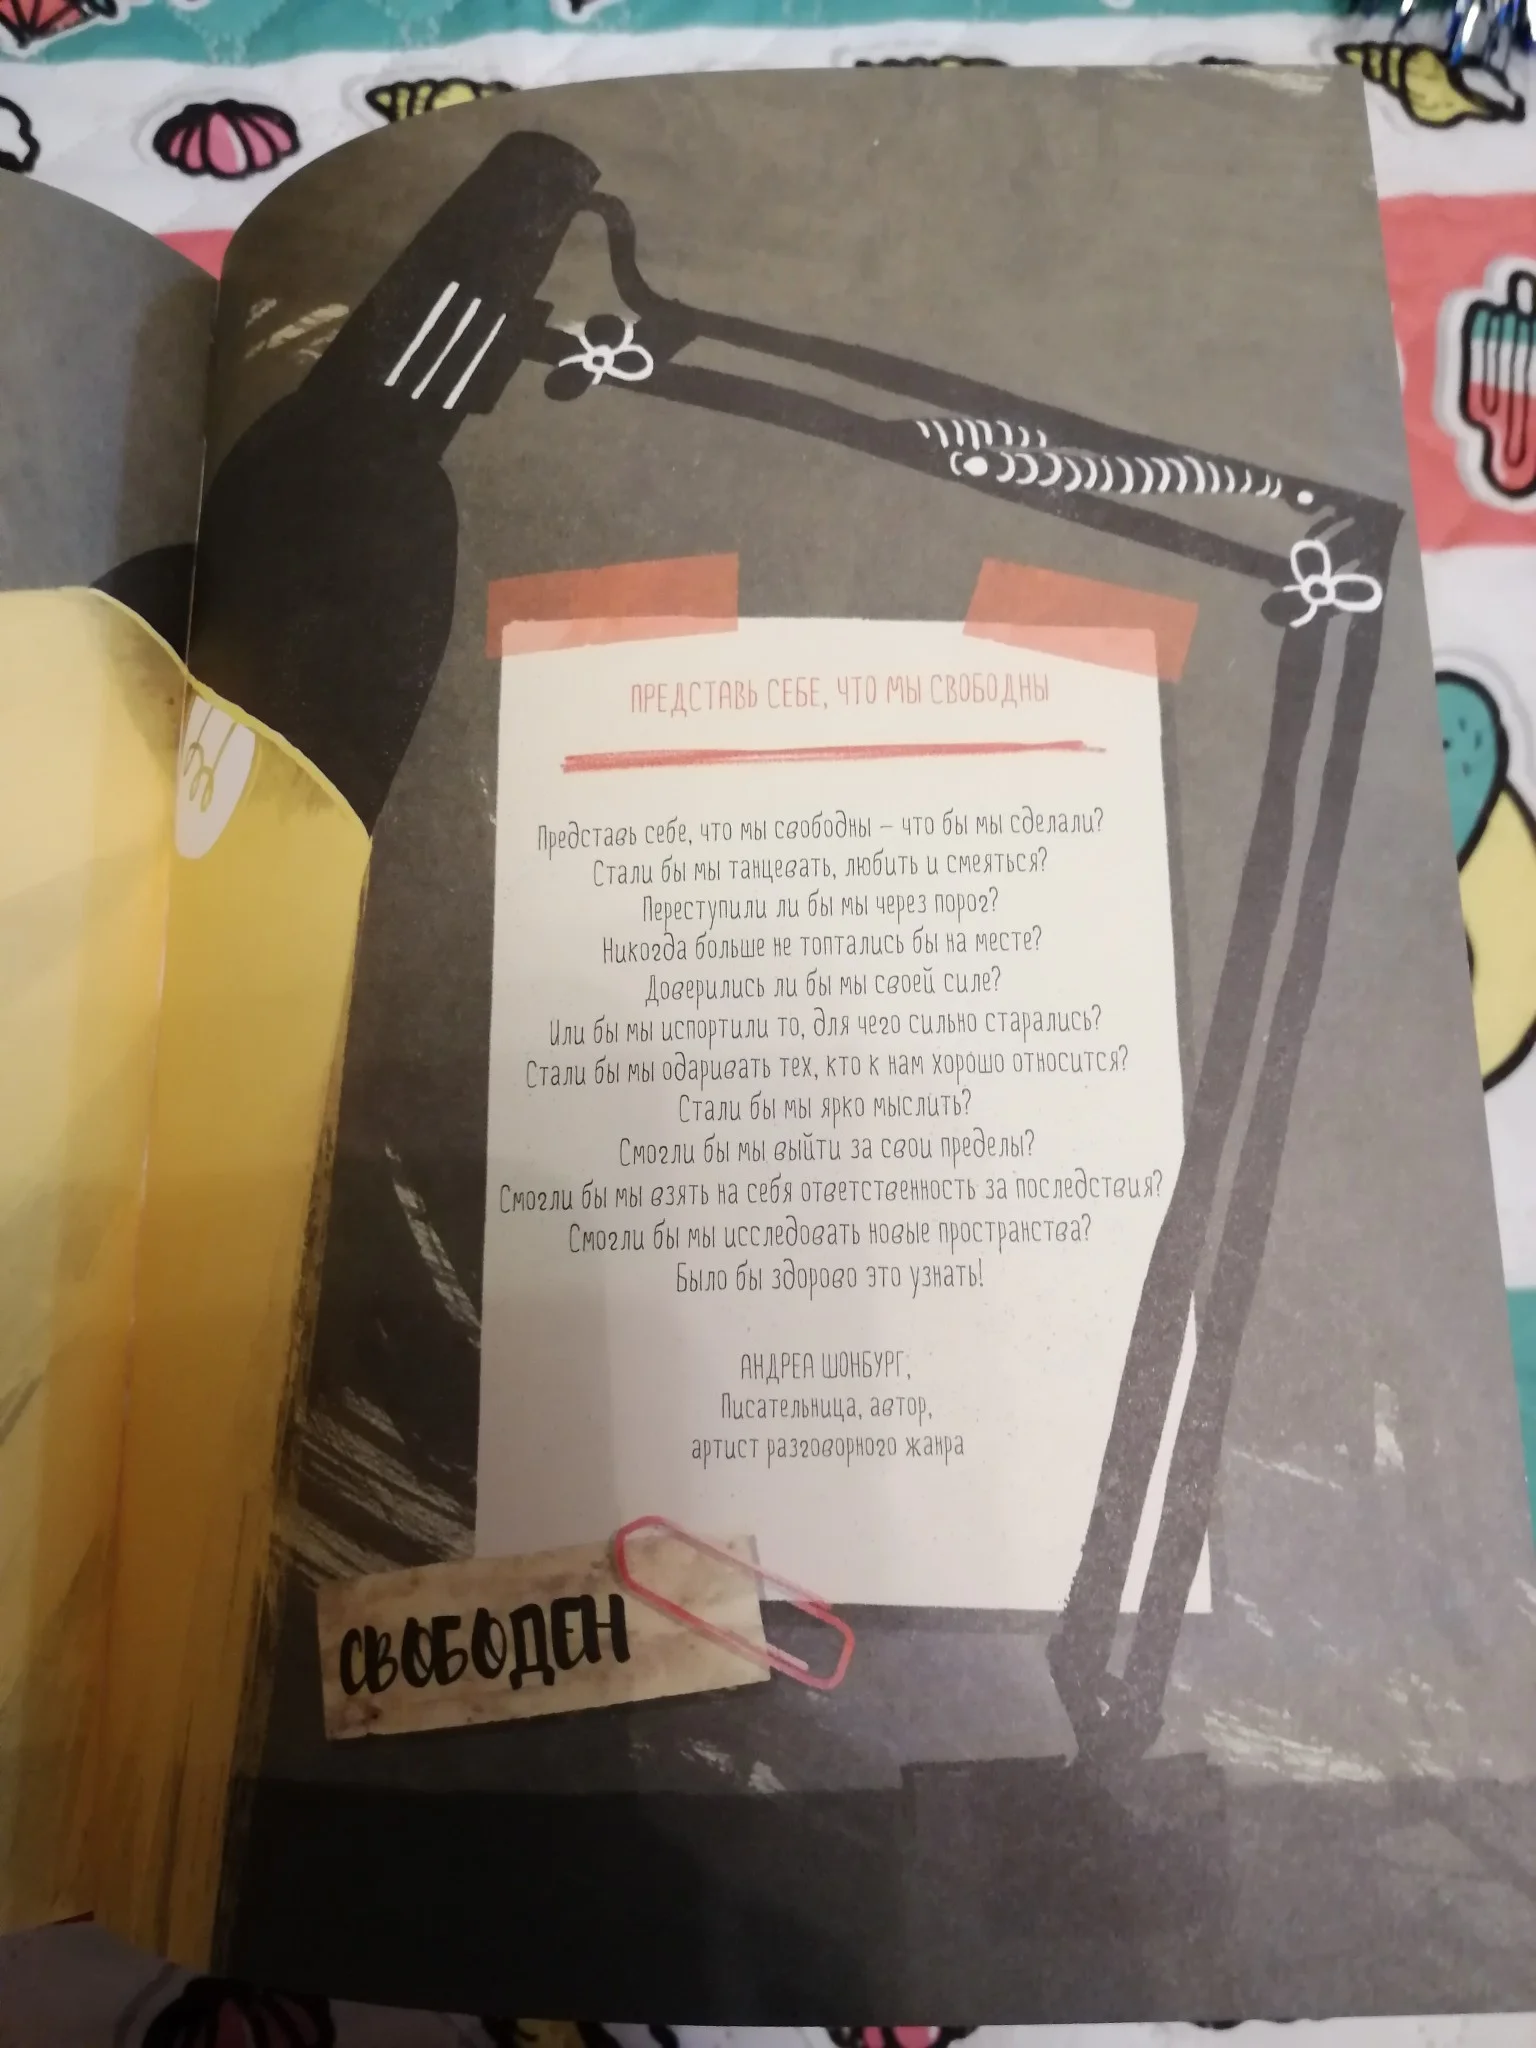 ПРЕДСТАВЬ СЕБЕ, ЧТО МЫ СВОБОДНЫ
Представь себе, что мы свободны – что бы мы сделали?
Стали бы мы танцевать, любить и смеяться?
Переступили ли бы мы через порог?
Никогда больше не топтались бы на месте?
Доверились ли бы мы своей силе?
Или бы мы испортили то, для чего сильно старались?
Стали бы мы одаривать тех, кто к нам хорошо относится?
Стали бы мы ярко мыслить?
Смогли бы мы выйти за свои пределы?
Смогли бы мы взять на себя ответственность за последствия?
Смогли бы мы исследовать новые пространства?
Было бы здорово это узнать!
АНДРЕА ШОНБУРГ,
Писательница, автор,
артист разговорного жанра
СВОБОДЕН